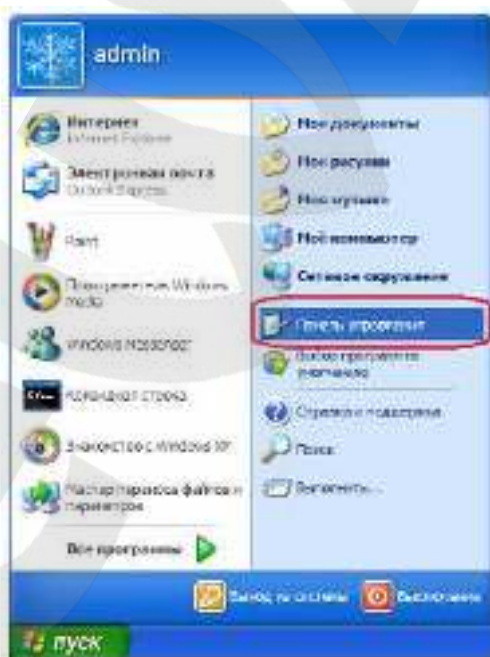 admin
Интернет
Internet Explorer
Электронная почта
Outlook Express
Paint
Проигрыватель Windows
Media
Windows Messenger
Командная строка
Знакомство с Windows XP
Мастер переноса файлов и
параметров
Все программы
Мои документы
Мои рисунки
Моя музыка
Мой компьютер
Сетевое окружение
Панель управления
Выбор программ по
умолчанию
Справка и поддержка
Поиск
Выполнить...
Выход из системы
Выключение
пуск